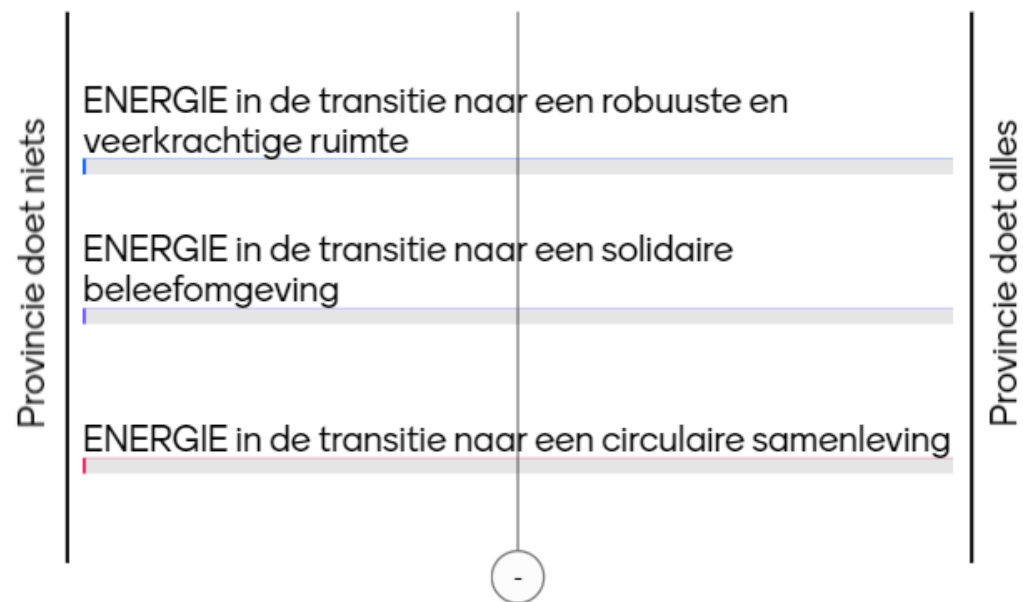 Provincie doet niets
ENERGIE in de transitie naar een robuuste en
veerkrachtige ruimte
ENERGIE in de transitie naar een solidaire
beleefomgeving
ENERGIE in de transitie naar een circulaire samenleving
-
Provincie doet alles